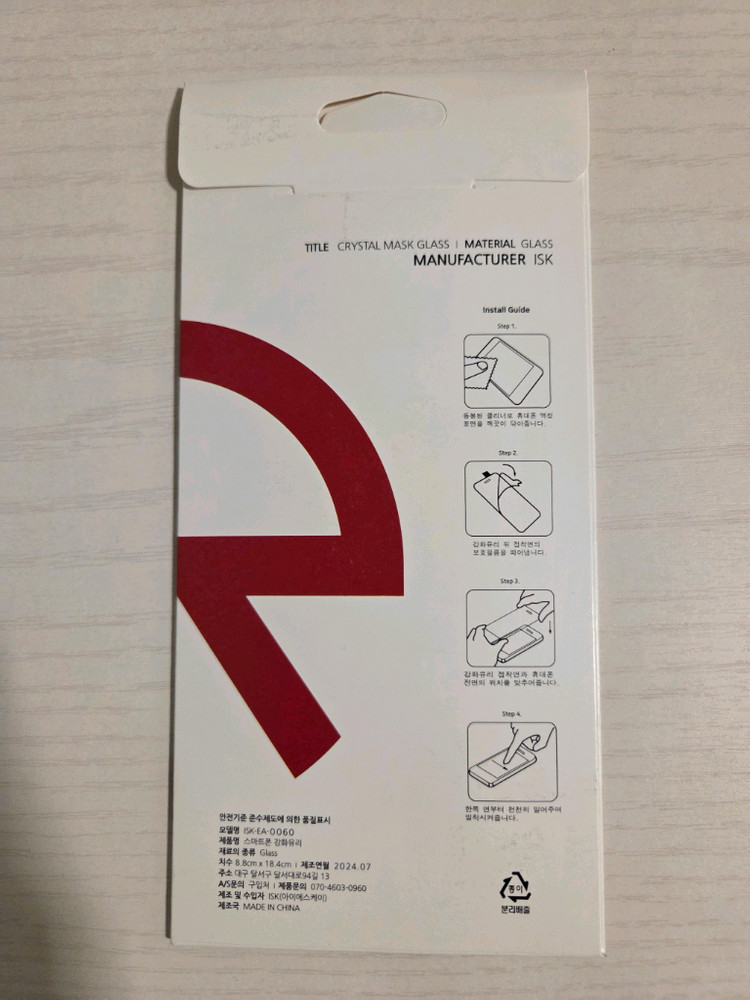 TITLE CRYSTAL MASK GLASS | MATERIAL GLASS
MANUFACTURER ISK
Install Guide
Step 1.
동봉된 클리너로 휴대폰 액정
표면을 깨끗이 닦아줍니다.
Step 2.
강화유리 뒤 접착면의
보호필름을 떼어냅니다.
Step 3.
강화유리 접착면과 휴대폰
전면의 위치를 맞추어줍니다.
Step 4.
한쪽 면부터 천천히 밀어주며
밀착시켜줍니다.
안전기준 준수제도에 의한 품질표시
모델명 ISK-EA-0060
제품명 스마트폰 강화유리
재료의 종류 Glass
치수 8.8cm x 18.4cm | 제조연월 2024.07
주소 대구 달서구 달서대로94길 13
A/S문의 구입처 | 제품문의 070-4603-0960
제조 및 수입자 ISK(아이에스케이)
제조국 MADE IN CHINA
종이
분리배출